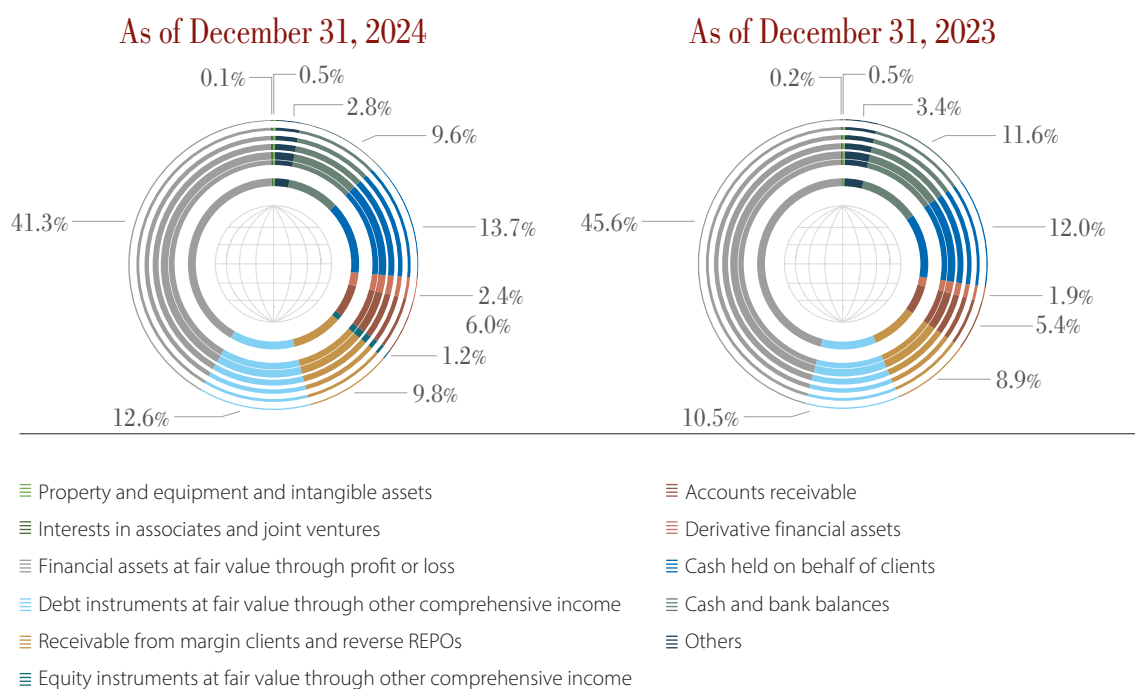 As of December 31, 2024
0.1%
0.5%
2.8%
9.6%
41.3%
13.7%
2.4%
6.0%
1.2%
9.8%
12.6%
As of December 31, 2023
0.2%
0.5%
3.4%
11.6%
45.6%
12.0%
1.9%
5.4%
8.9%
10.5%
Property and equipment and intangible assets
Interests in associates and joint ventures
Financial assets at fair value through profit or loss
Debt instruments at fair value through other comprehensive income
Receivable from margin clients and reverse REPOs
Equity instruments at fair value through other comprehensive income
Accounts receivable
Derivative financial assets
Cash held on behalf of clients
Cash and bank balances
Others